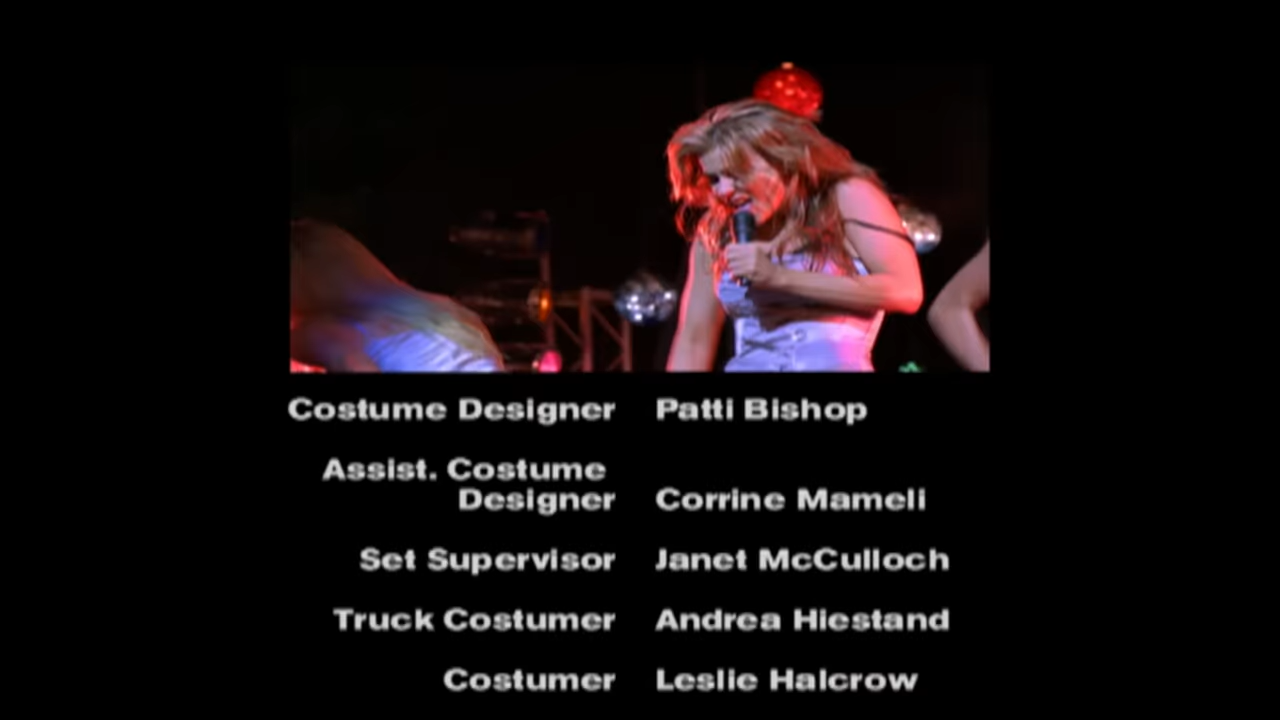 Costume Designer Patti Bishop
Assist. Costume
Designer Corrine Mameli
Set Supervisor Janet McCulloch
Truck Costumer Andrea Hiestand
Costumer Leslie Halcrow